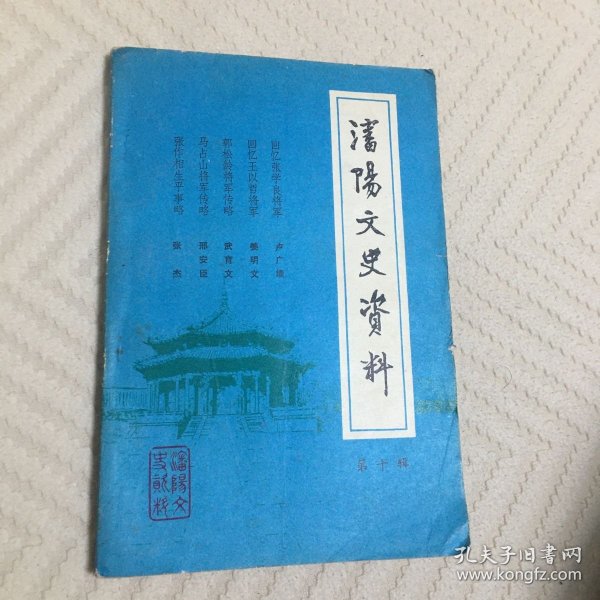 瀋陽文史資料
回忆张学良将军 卢广绩
回忆王以哲将军 姜明文
郭松龄将军传略 武育文
马占山将军传略 邢安臣
张作相生平事略 张杰
第十辑
瀋陽文
史資料
孔夫子旧书网
www.kongfz.com